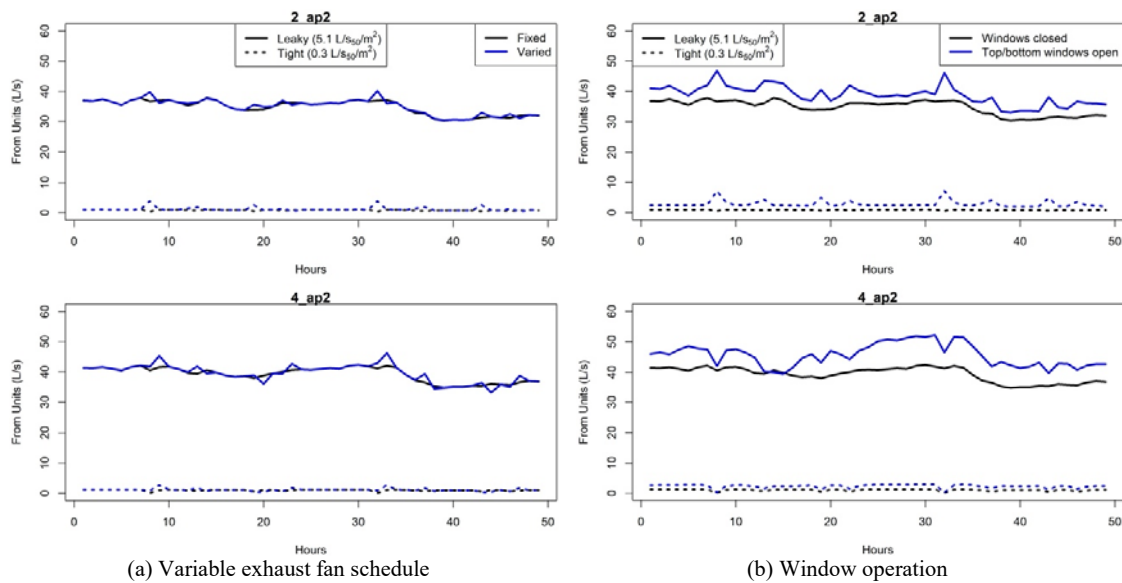 2_ap2
Leaky (5.1 L/s50/m²)
Tight (0.3 L/s50/m²)
Fixed
Varied
From Units (L/s)
0 10 20 30 40 50 60
0 10 20 30 40 50
Hours
2_ap2
Leaky (5.1 L/s50/m²)
Tight (0.3 L/s50/m²)
Windows closed
Top/bottom windows open
From Units (L/s)
0 10 20 30 40 50 60
0 10 20 30 40 50
Hours
4_ap2
From Units (L/s)
0 10 20 30 40 50 60
0 10 20 30 40 50
Hours
4_ap2
From Units (L/s)
0 10 20 30 40 50 60
0 10 20 30 40 50
Hours
(a) Variable exhaust fan schedule
(b) Window operation